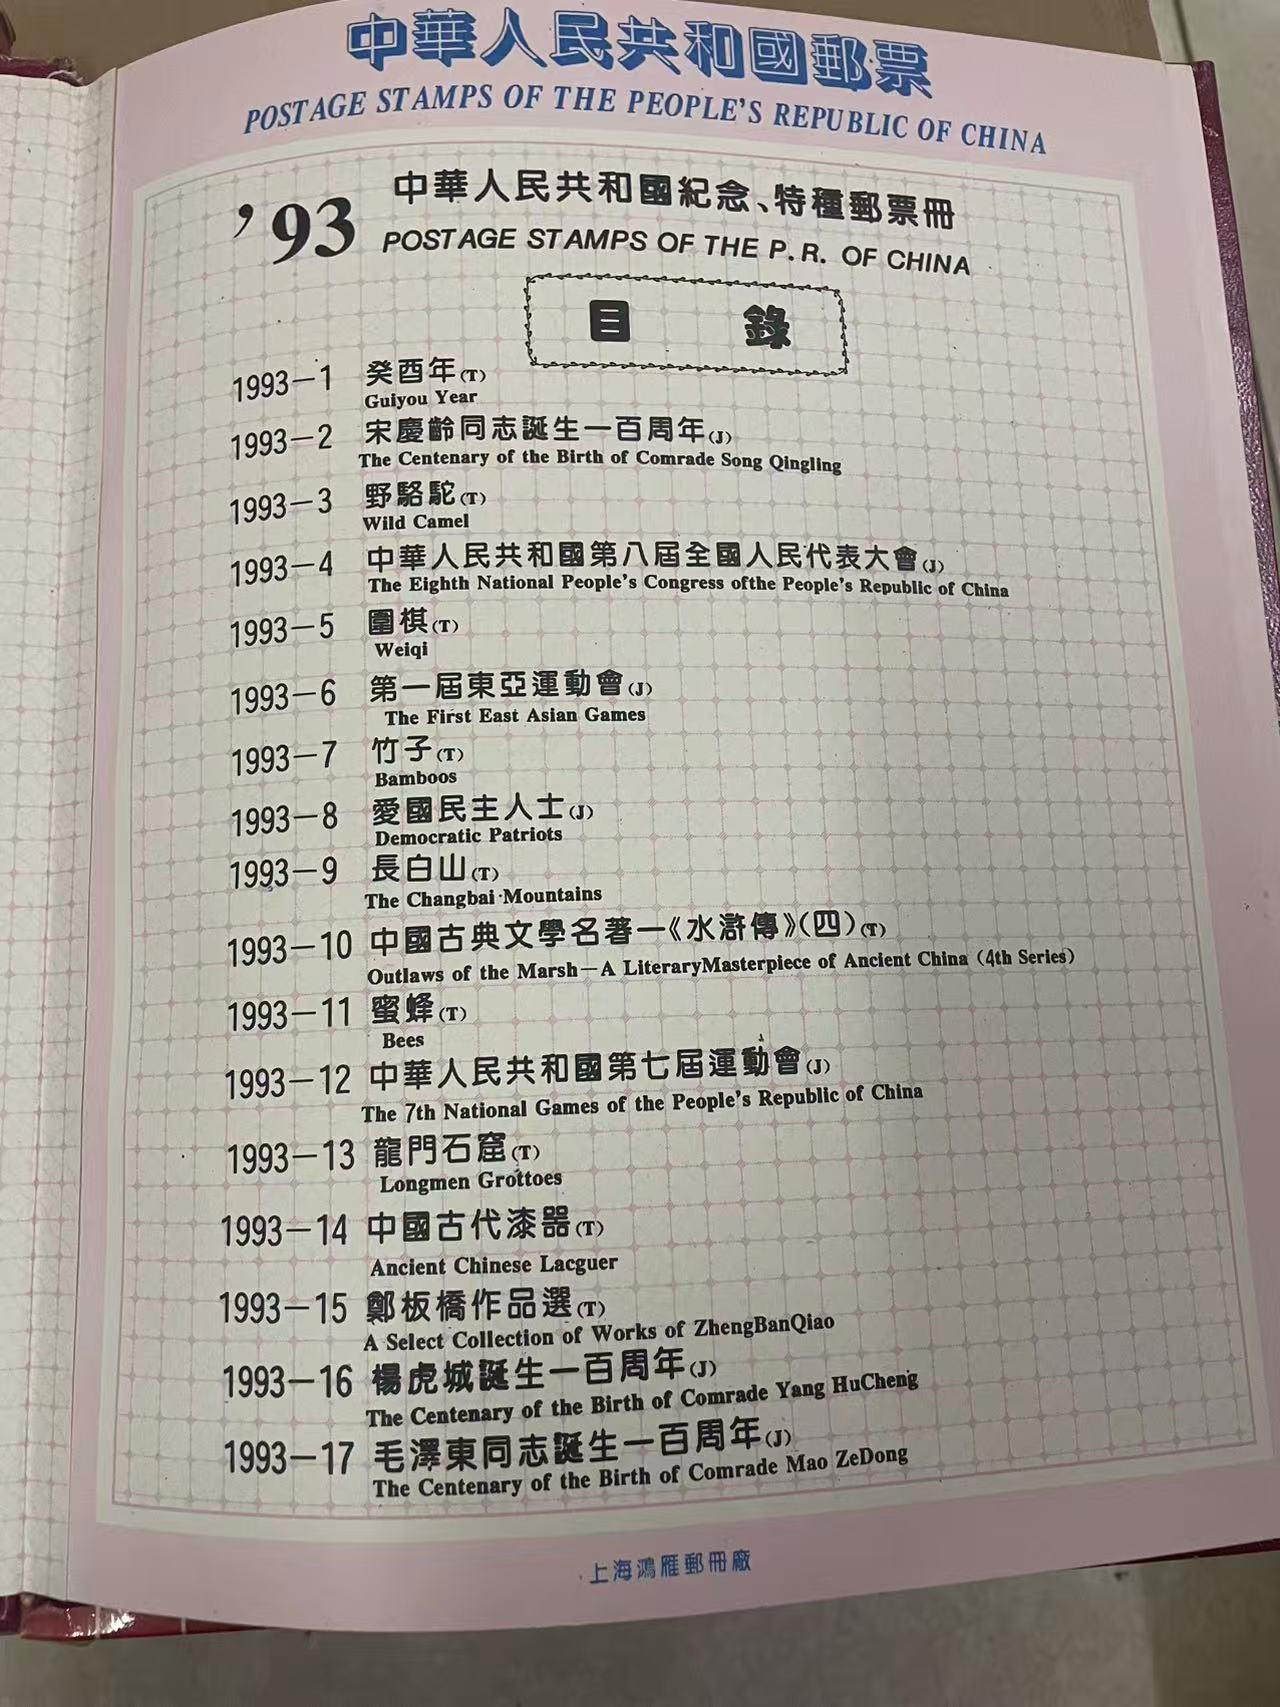 中華人民共和國郵票
POSTAGE STAMPS OF THE PEOPLE'S REPUBLIC OF CHINA
'93 中華人民共和國紀念、特種郵票冊
POSTAGE STAMPS OF THE P.R. OF CHINA
目 錄
1993-1 癸酉年(T)
Guiyou Year
1993-2 宋慶齡同志誕生一百周年(J)
The Centenary of the Birth of Comrade Song Qingling
1993-3 野駱駝(T)
Wild Camel
1993-4 中華人民共和國第八屆全國人民代表大會(J)
The Eighth National People's Congress ofthe People's Republic of China
1993-5 圍棋(T)
Weiqi
1993-6 第一屆東亞運動會(J)
The First East Asian Games
1993-7 竹子(T)
Bamboos
1993-8 愛國民主人士(J)
Democratic Patriots
1993-9 長白山(T)
The Changbai·Mountains
1993-10 中國古典文學名著—《水滸傳》(四)(T)
Outlaws of the Marsh—A LiteraryMasterpiece of Ancient China (4th Series)
1993-11 蜜蜂(T)
Bees
1993-12 中華人民共和國第七屆運動會(J)
The 7th National Games of the People's Republic of China
1993-13 龍門石窟(T)
Longmen Grottoes
1993-14 中國古代漆器(T)
Ancient Chinese Lacguer
1993-15 鄭板橋作品選(T)
A Select Collection of Works of ZhengBanQiao
1993-16 楊虎城誕生一百周年(J)
The Centenary of the Birth of Comrade Yang HuCheng
1993-17 毛澤東同志誕生一百周年(J)
The Centenary of the Birth of Comrade Mao ZeDong
上海鴻雁郵冊廠